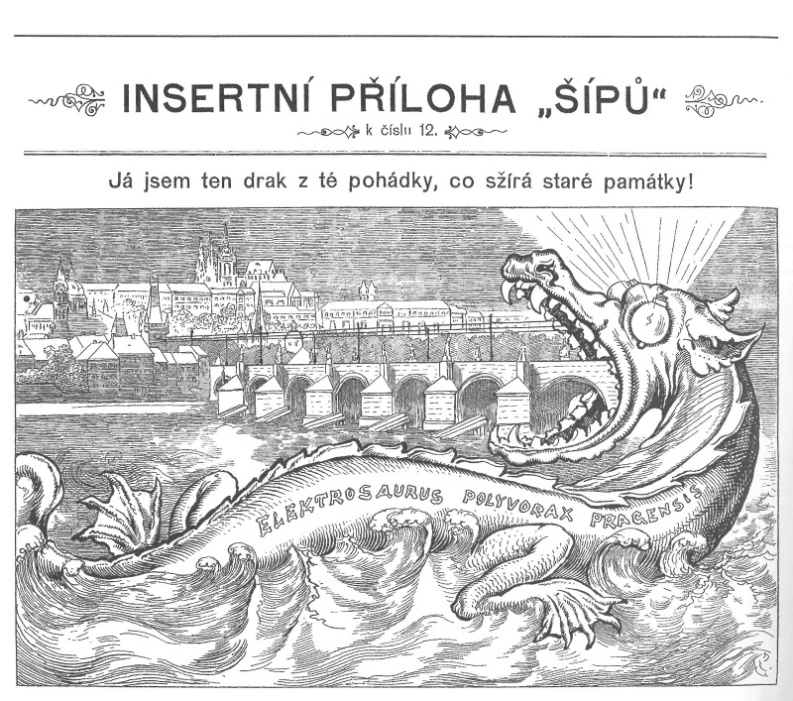 INSERTNÍ PŘÍLOHA „ŠÍPŮ“
k číslu 12.
Já jsem ten drak z té pohádky, co sžírá staré památky!
ELEKTROSAURUS POLYVORAX PRAGENSIS